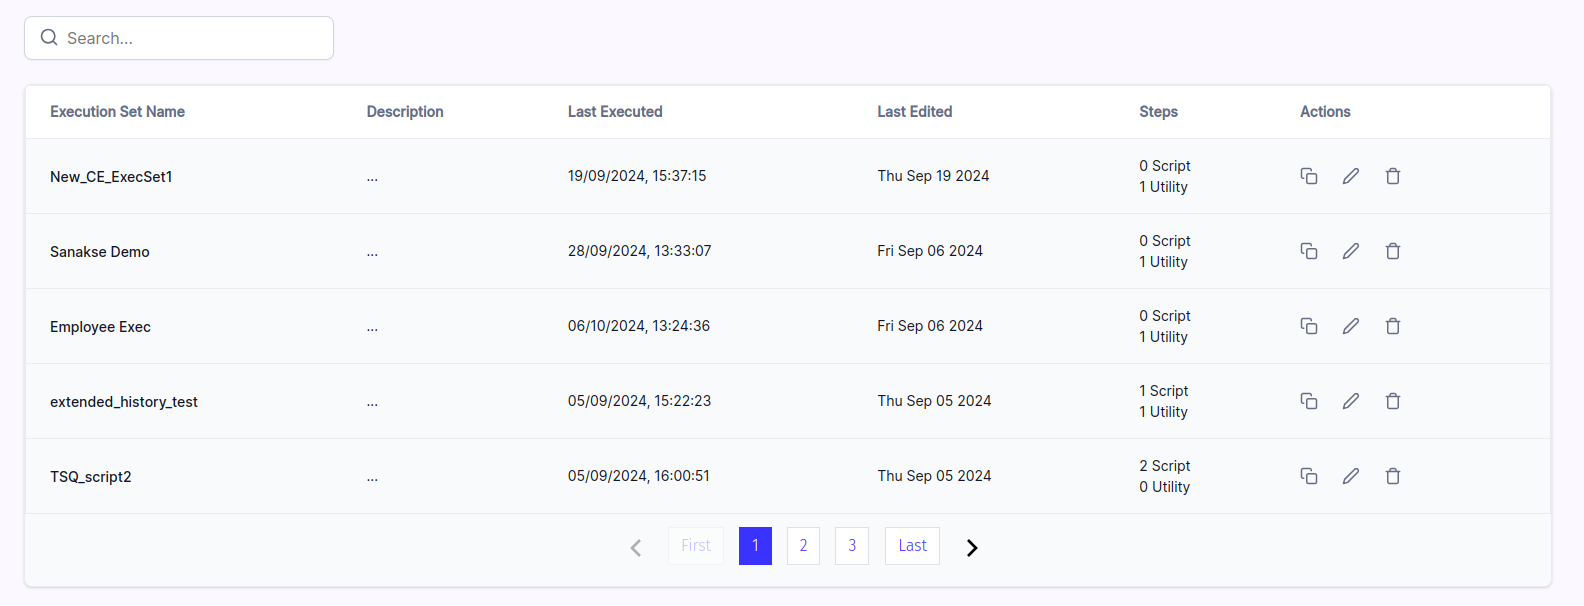 Search...
Execution Set Name Description Last Executed Last Edited Steps Actions
New_CE_ExecSet1 ... 19/09/2024, 15:37:15 Thu Sep 19 2024 0 Script
1 Utility
Sanakse Demo ... 28/09/2024, 13:33:07 Fri Sep 06 2024 0 Script
1 Utility
Employee Exec ... 06/10/2024, 13:24:36 Fri Sep 06 2024 0 Script
1 Utility
extended_history_test ... 05/09/2024, 15:22:23 Thu Sep 05 2024 1 Script
1 Utility
TSQ_script2 ... 05/09/2024, 16:00:51 Thu Sep 05 2024 2 Script
0 Utility
First 1 2 3 Last